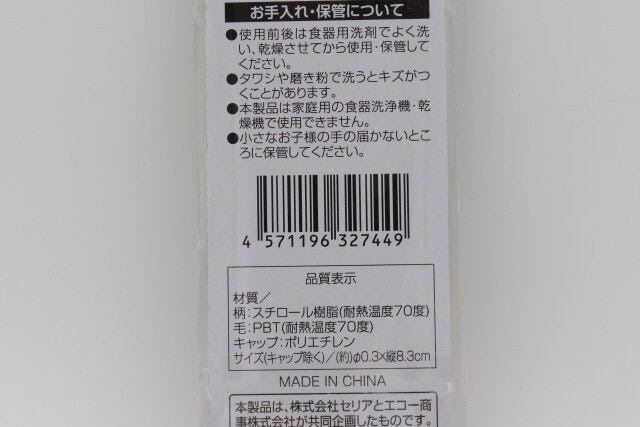 お手入れ・保管について
●使用前後は食器用洗剤でよく洗
い、乾燥させてから使用・保管して
ください。
●タワシや磨き粉で洗うとキズがつ
くことがあります。
●本製品は家庭用の食器洗浄機・乾
燥機で使用できません。
●小さなお子様の手の届かないとこ
ろに保管してください。
4 571196 327449
品質表示
材質／
柄：スチロール樹脂(耐熱温度70度)
毛：PBT(耐熱温度70度)
キャップ：ポリエチレン
サイズ(キャップ除く)／(約)φ0.3×縦8.3cm
MADE IN CHINA
本製品は、株式会社セリアとエコー商
事株式会社が共同企画したものです。